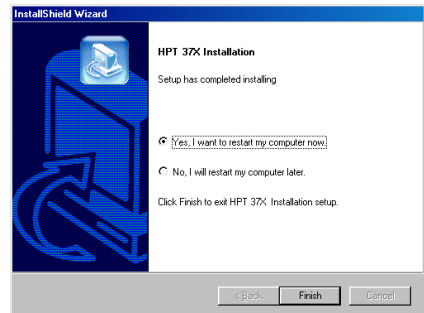 InstallShield Wizard
HPT 37X Installation
Setup has completed installing
Yes, I want to restart my computer now.
No, I will restart my computer later.
Click Finish to exit HPT 37X Installation setup.
< Back Finish Cancel